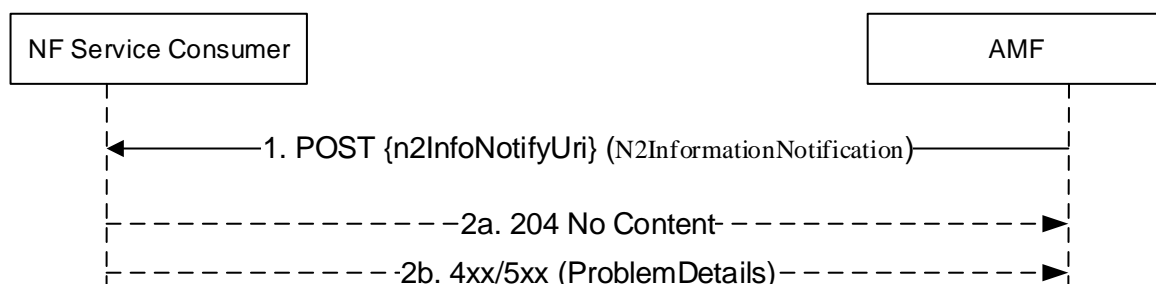 NF Service Consumer
AMF
1. POST {n2InfoNotifyUri} (N2InformationNotification)
2a. 204 No Content
2b. 4xx/5xx (ProblemDetails)